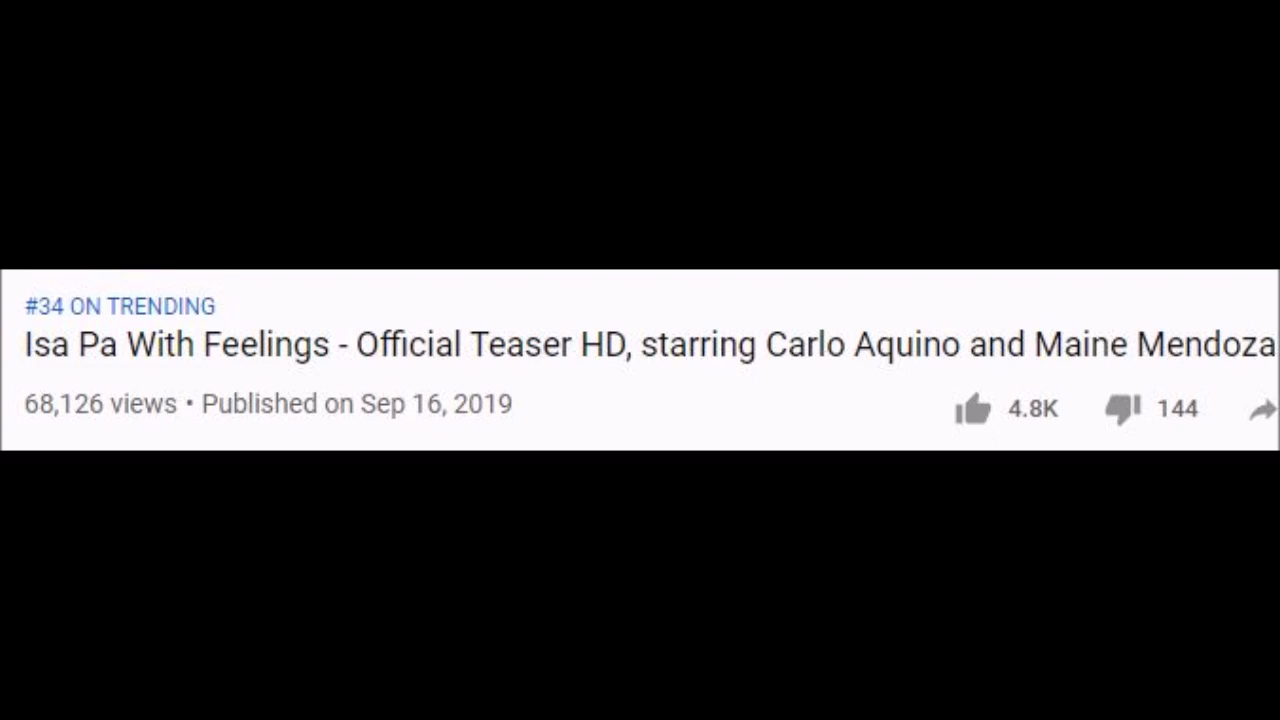 #34 ON TRENDING
Isa Pa With Feelings - Official Teaser HD, starring Carlo Aquino and Maine Mendoza
68,126 views • Published on Sep 16, 2019 4.8K 144